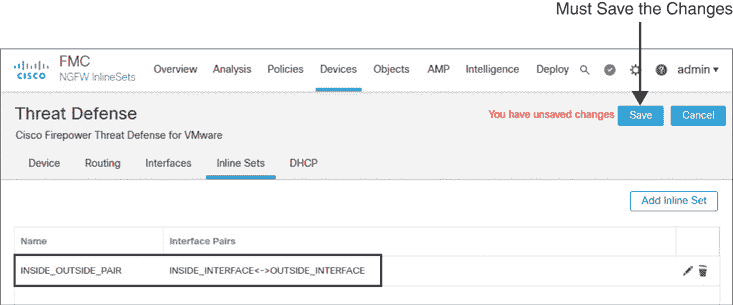 Must Save the Changes
CISCO
FMC
NGFW InlineSets
Overview Analysis Policies Devices Objects AMP Intelligence Deploy admin
Threat Defense
You have unsaved changes Save Cancel
Cisco Firepower Threat Defense for VMware
Device Routing Interfaces Inline Sets DHCP
Add Inline Set
Name Interface Pairs
INSIDE_OUTSIDE_PAIR INSIDE_INTERFACE<->OUTSIDE_INTERFACE